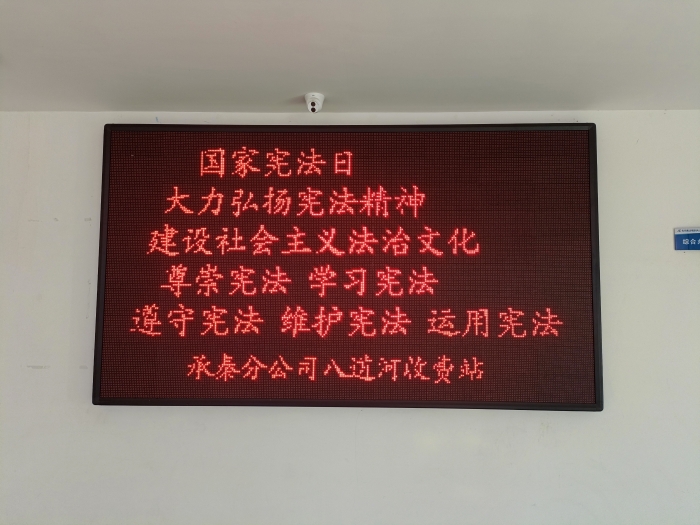 国家宪法日
大力弘扬宪法精神
建设社会主义法治文化
尊崇宪法 学习宪法
遵守宪法 维护宪法 运用宪法
承秦分公司八道河收费站
综合